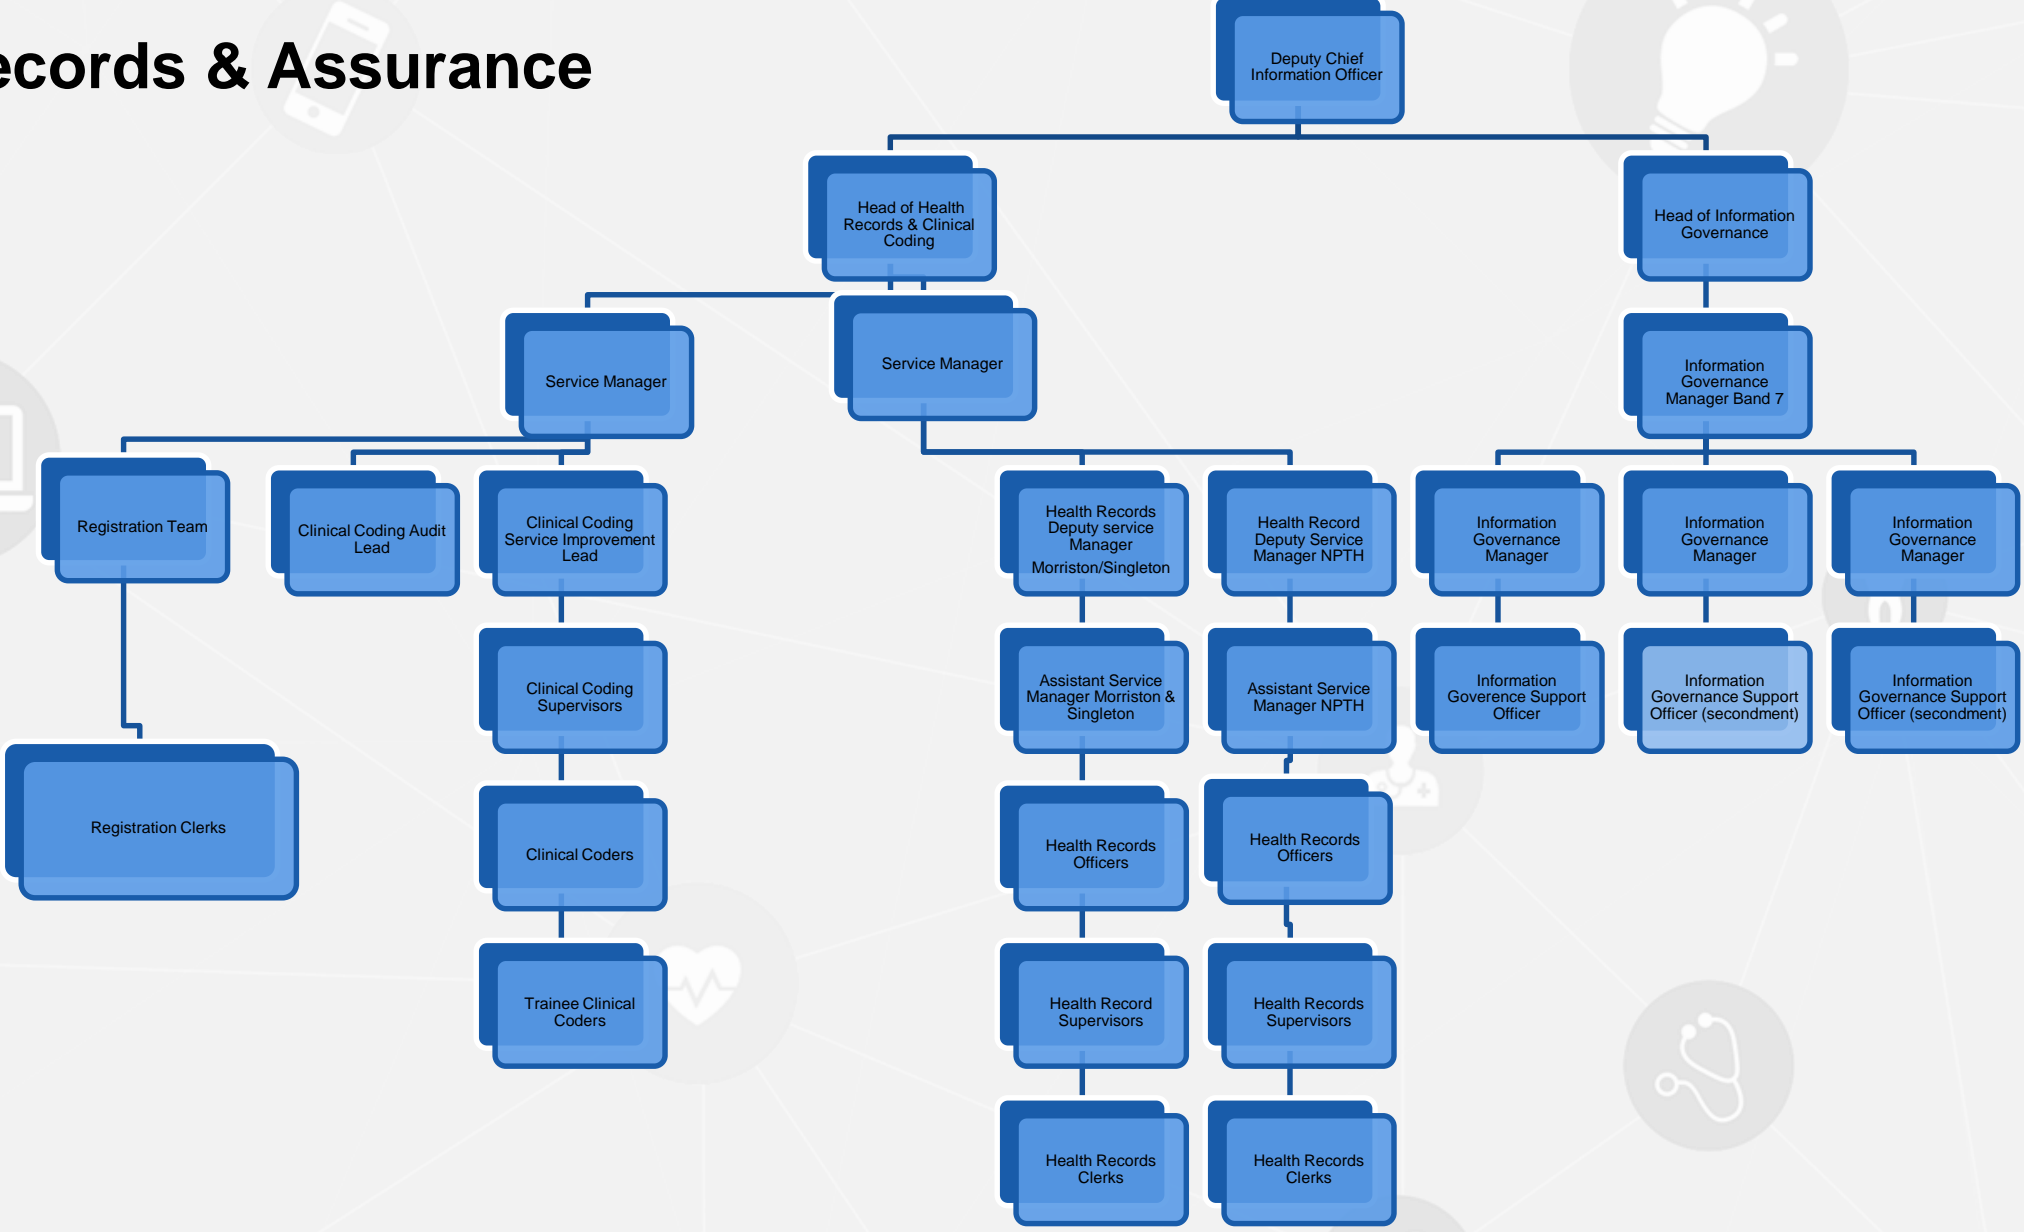 ecords & Assurance
Deputy Chief
Information Officer
Head of Health
Records & Clinical
Coding
Head of Information
Governance
Service Manager
Service Manager
Information
Governance
Manager Band 7
Registration Team
Clinical Coding Audit
Lead
Clinical Coding
Service Improvement
Lead
Health Records
Deputy service
Manager
Morriston/Singleton
Health Record
Deputy Service
Manager NPTH
Information
Governance
Manager
Information
Governance
Manager
Information
Governance
Manager
Clinical Coding
Supervisors
Assistant Service
Manager Morriston &
Singleton
Assistant Service
Manager NPTH
Information
Goverence Support
Officer
Information
Governance Support
Officer (secondment)
Information
Governance Support
Officer (secondment)
Registration Clerks
Clinical Coders
Health Records
Officers
Health Records
Officers
Trainee Clinical
Coders
Health Record
Supervisors
Health Records
Supervisors
Health Records
Clerks
Health Records
Clerks